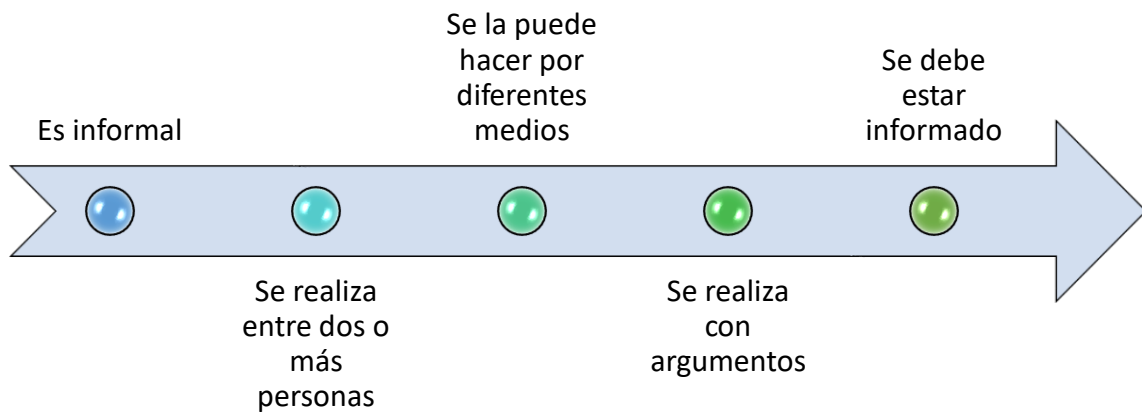 Es informal
Se realiza
entre dos o
más
personas
Se la puede
hacer por
diferentes
medios
Se realiza
con
argumentos
Se debe
estar
informado